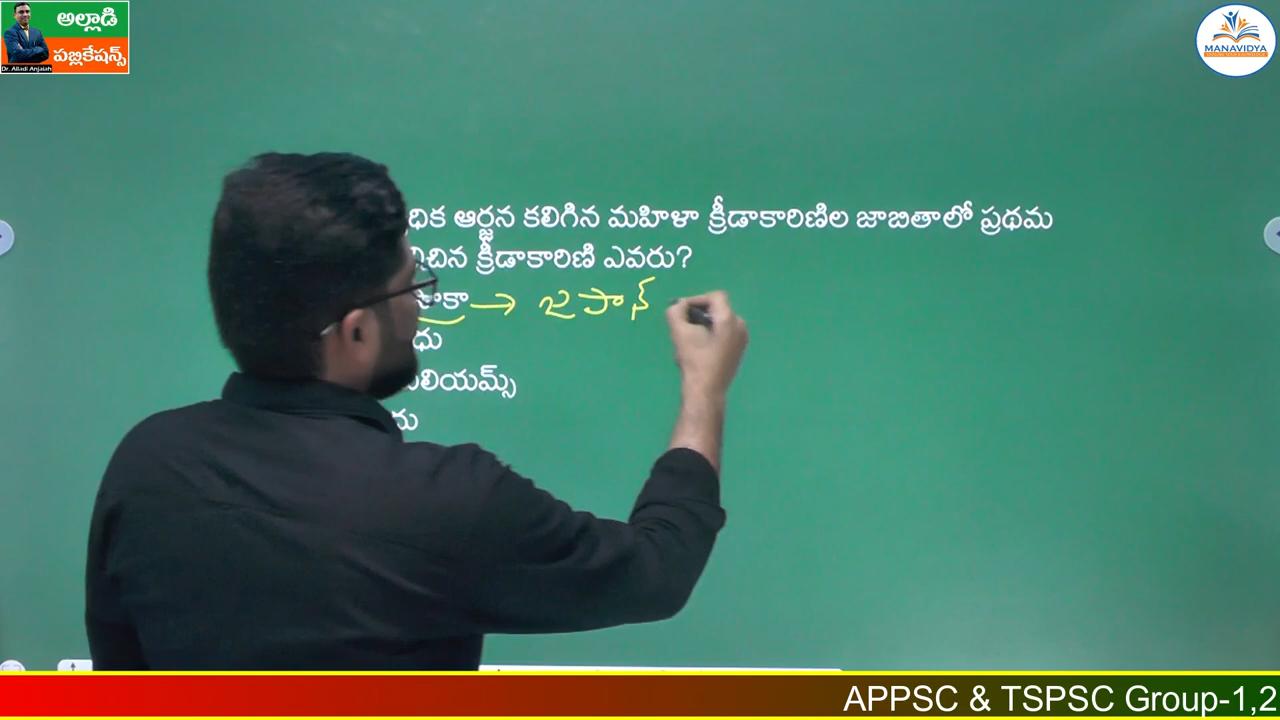 అల్లాడి
పబ్లికేషన్స్
Dr. Alladi Anjaiah
MANAVIDYA
ఆర్జన కలిగిన మహిళా క్రీడాకారిణిల జాబితాలో ప్రథమ
క్రీడాకారిణి ఎవరు?
→ జపాన్
APPSC & TSPSC Group-1,2